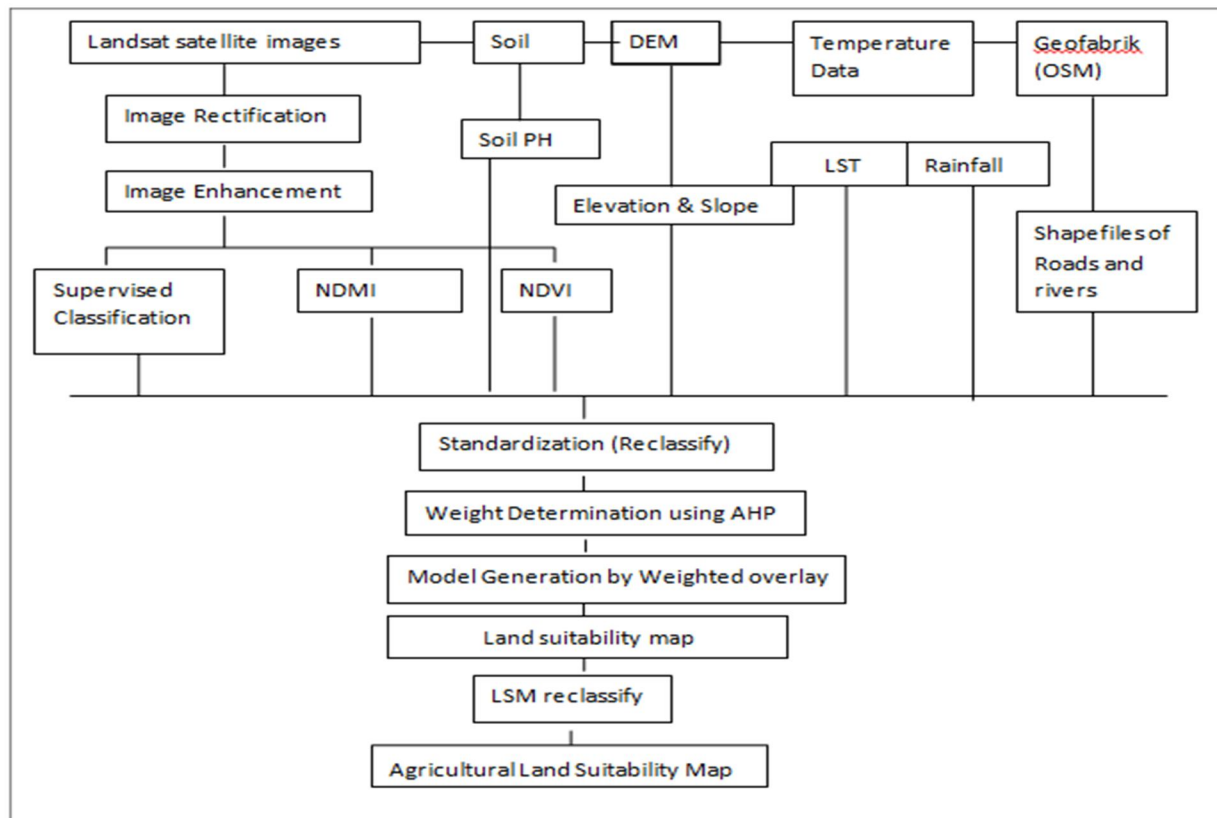 Landsat satellite images
Soil
DEM
Temperature
Data
Geofabrik
(OSM)
Image Rectification
Soil PH
LST
Rainfall
Image Enhancement
Elevation & Slope
Shapefiles of
Roads and
rivers
Supervised
Classification
NDMI
NDVI
Standardization (Reclassify)
Weight Determination using AHP
Model Generation by Weighted overlay
Land suitability map
LSM reclassify
Agricultural Land Suitability Map